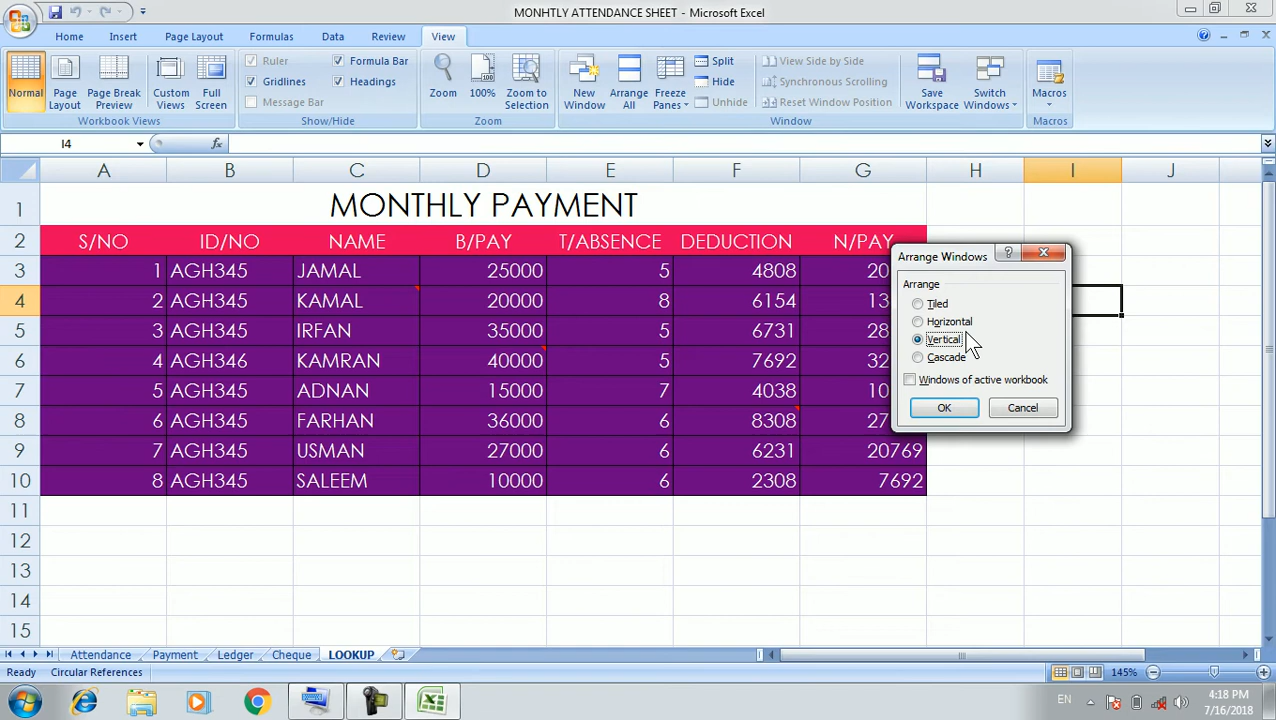 MONHTLY ATTENDANCE SHEET - Microsoft Excel
Home Insert Page Layout Formulas Data Review View
Ruler Formula Bar
Gridlines Headings
Message Bar
Normal Page Layout Page Break Preview Custom Views Full Screen
Zoom 100% Zoom to Selection
New Window Arrange All Freeze Panes
Split
Hide
Unhide
View Side by Side
Synchronous Scrolling
Reset Window Position
Save Workspace Switch Windows Macros
Workbook Views Show/Hide Zoom Window Macros
I4 fx
A B C D E F G H I J
1 MONTHLY PAYMENT
2 S/NO ID/NO NAME B/PAY T/ABSENCE DEDUCTION N/PAY
3 1 AGH345 JAMAL 25000 5 4808 20
4 2 AGH345 KAMAL 20000 8 6154 13
5 3 AGH345 IRFAN 35000 5 6731 28
6 4 AGH346 KAMRAN 40000 5 7692 32
7 5 AGH345 ADNAN 15000 7 4038 10
8 6 AGH345 FARHAN 36000 6 8308 27
9 7 AGH345 USMAN 27000 6 6231 20769
10 8 AGH345 SALEEM 10000 6 2308 7692
11
12
13
14
15
Arrange Windows ?
Arrange
Tiled
Horizontal
Vertical
Cascade
Windows of active workbook
OK Cancel
Attendance Payment Ledger Cheque LOOKUP
Ready Circular References 145%
EN 4:18 PM
7/16/2018